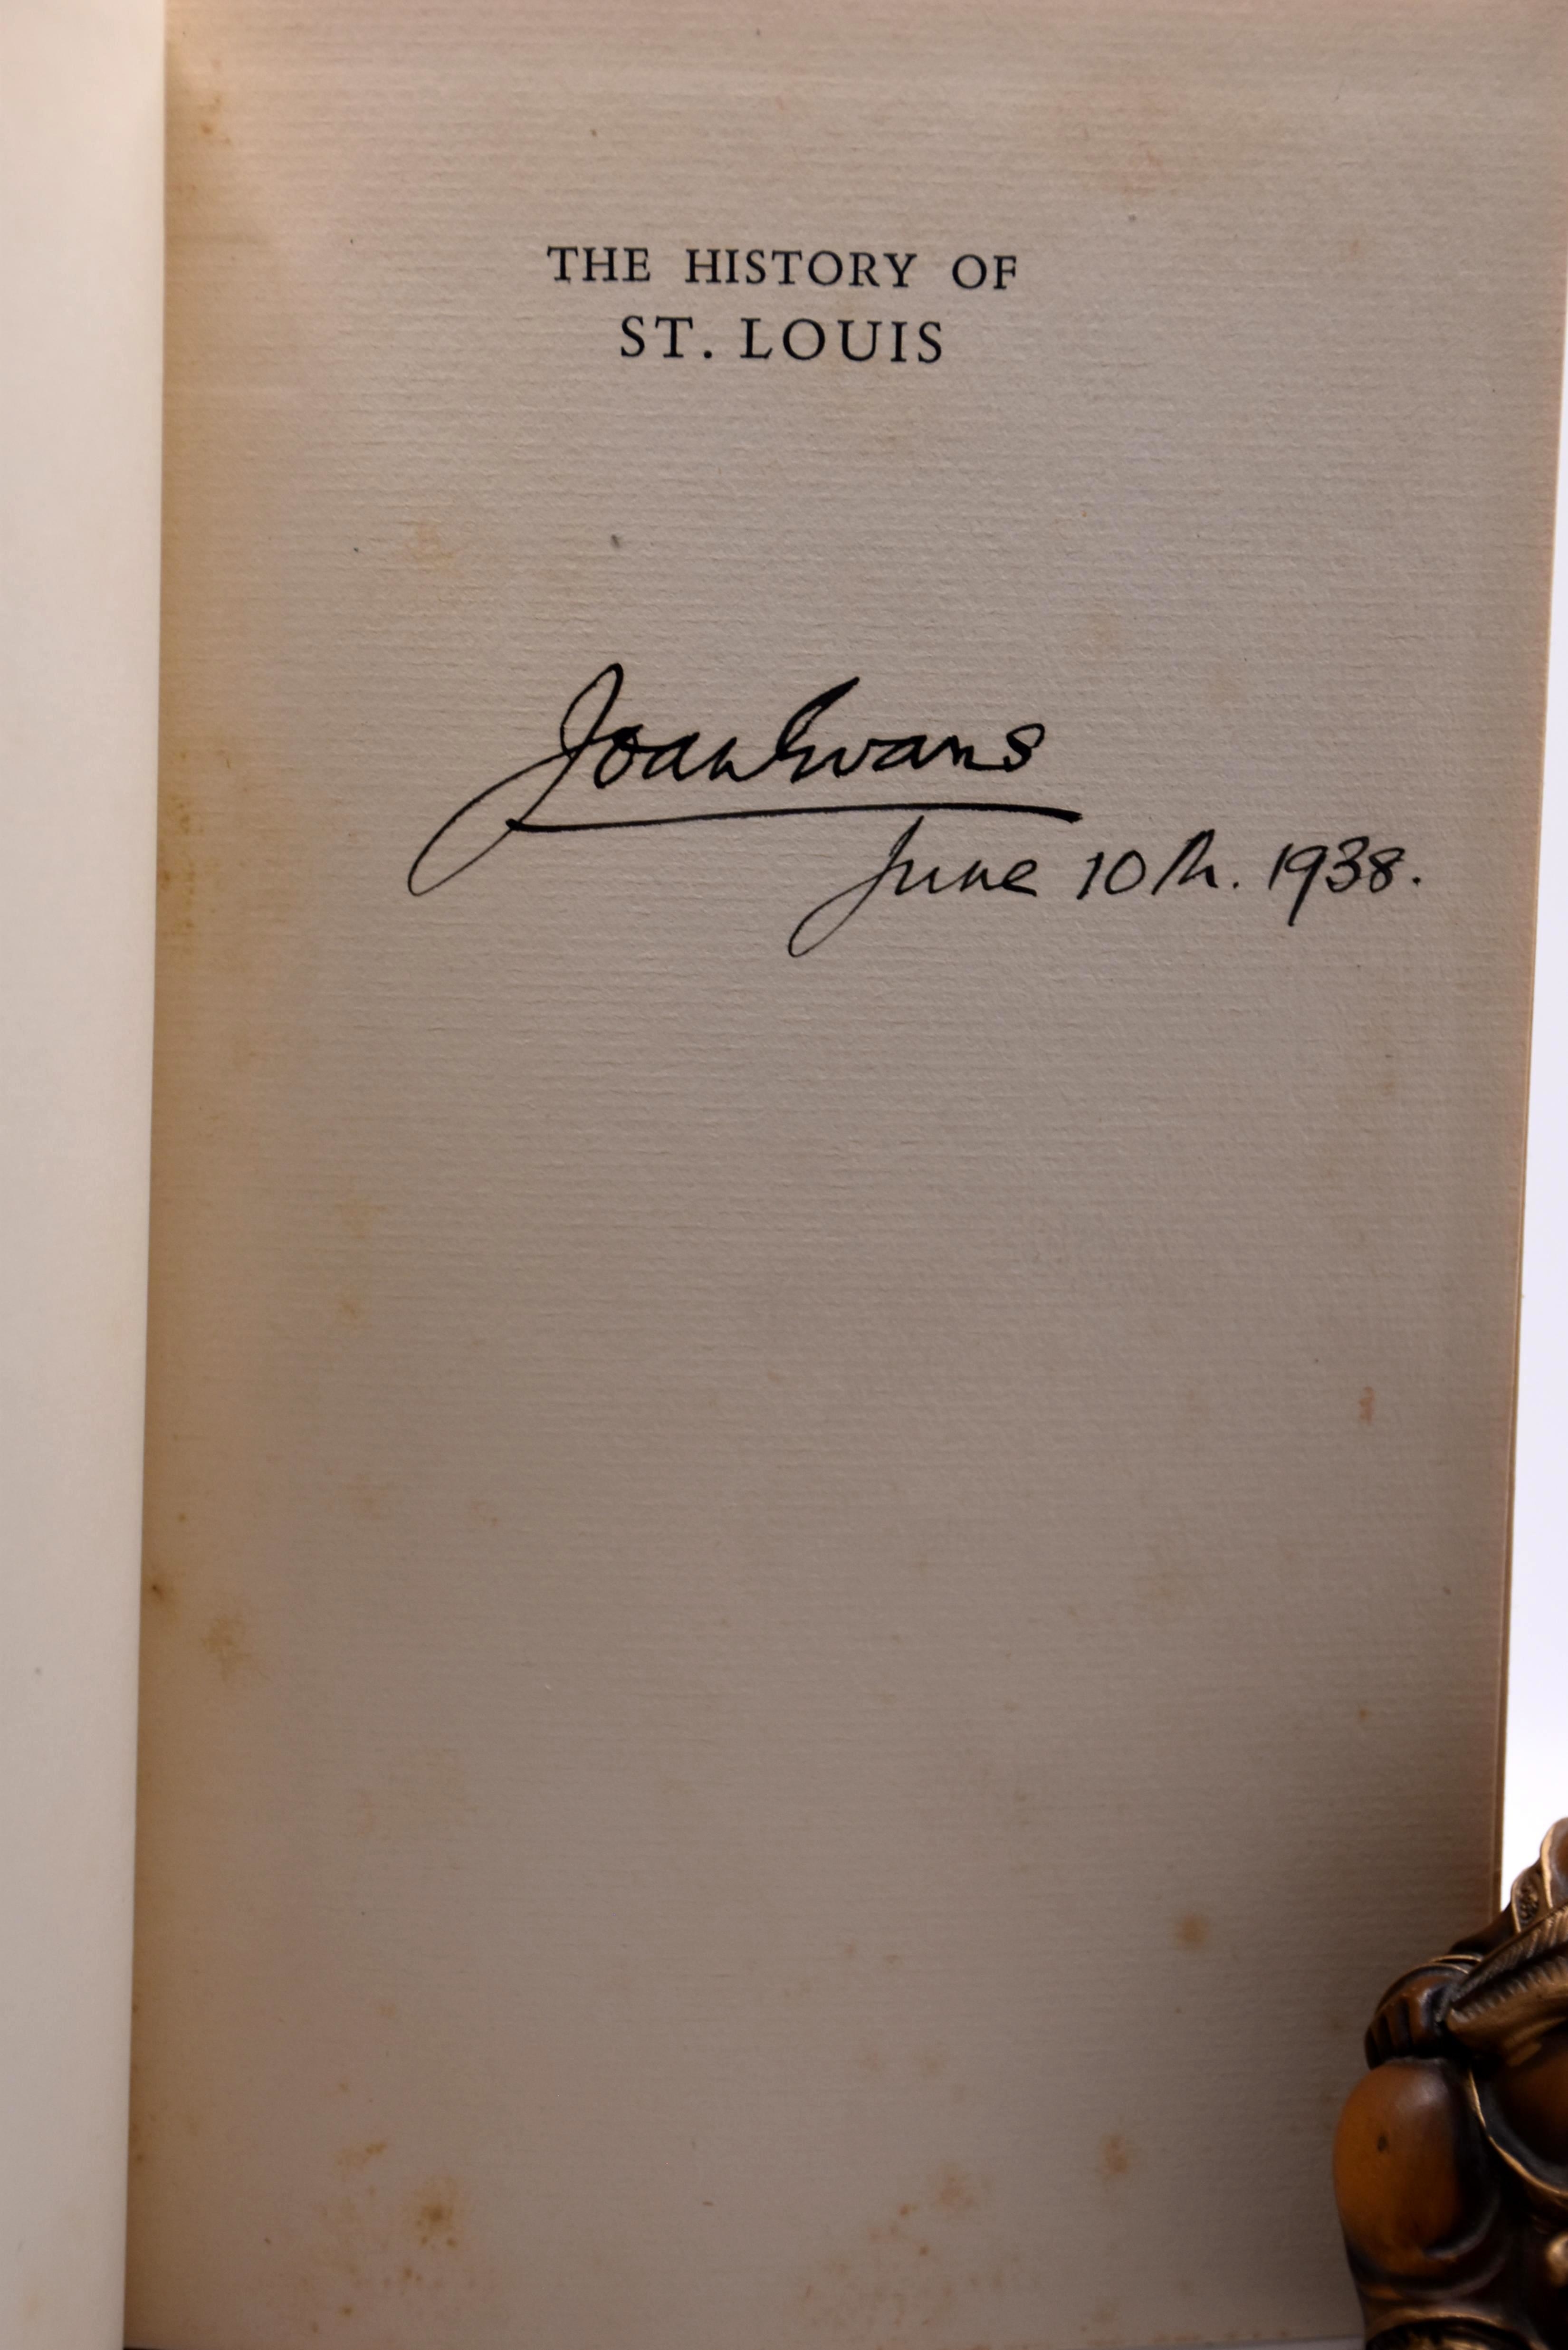 THE HISTORY OF
ST. LOUIS
Joan Evans
June 10th. 1938.